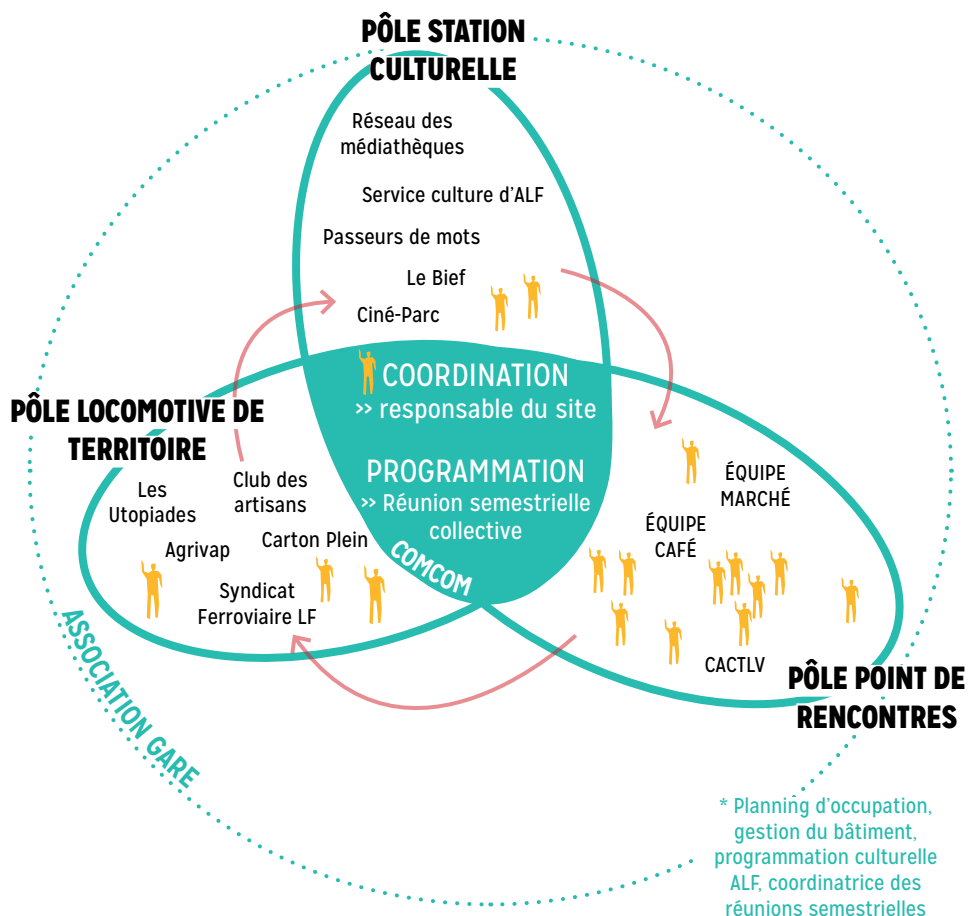 PÔLE STATION
CULTURELLE
Réseau des
médiathèques
Service culture d'ALF
Passeurs de mots
Le Bief
Ciné-Parc
COORDINATION
>> responsable du site
PROGRAMMATION
>> Réunion semestrielle
collective
COMCOM
PÔLE LOCOMOTIVE DE
TERRITOIRE
Les
Utopiades
Club des
artisans
Agrivap
Carton Plein
Syndicat
Ferroviaire LF
ÉQUIPE
MARCHÉ
ÉQUIPE
CAFÉ
CACTLV
PÔLE POINT DE
RENCONTRES
ASSOCIATION GARE
* Planning d'occupation,
gestion du bâtiment,
programmation culturelle
ALF, coordinatrice des
réunions semestrielles